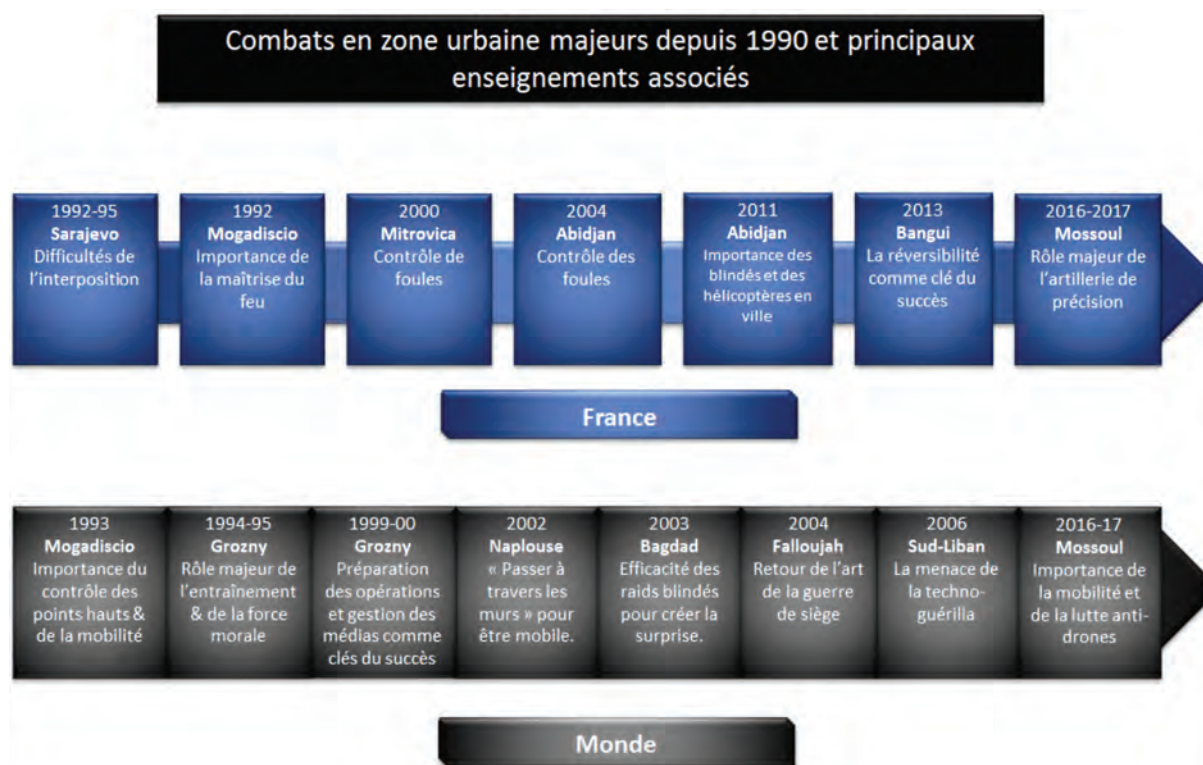 Combats en zone urbaine majeurs depuis 1990 et principaux
enseignements associés
1992-95
Sarajevo
Difficultés de
l'interposition
1992
Mogadiscio
Importance de
la maîtrise du
feu
2000
Mitrovica
Contrôle de
foules
2004
Abidjan
Contrôle des
foules
2011
Abidjan
Importance des
blindés et des
hélicoptères en
ville
2013
Bangui
La réversibilité
comme clé du
succès
2016-2017
Mossoul
Rôle majeur de
l'artillerie de
précision
France
1993
Mogadiscio
Importance du
contrôle des
points hauts &
de la mobilité
1994-95
Grozny
Rôle majeur de
l'entraînement
& de la force
morale
1999-00
Grozny
Préparation
des opérations
et gestion des
médias comme
clés du succès
2002
Naplouse
« Passer à
travers les
murs » pour
être mobile.
2003
Bagdad
Efficacité des
raids blindés
pour créer la
surprise.
2004
Falloujah
Retour de l'art
de la guerre
de siège
2006
Sud-Liban
La menace de
la techno-
guérilla
2016-17
Mossoul
Importance de
la mobilité et
de la lutte anti-
drones
Monde